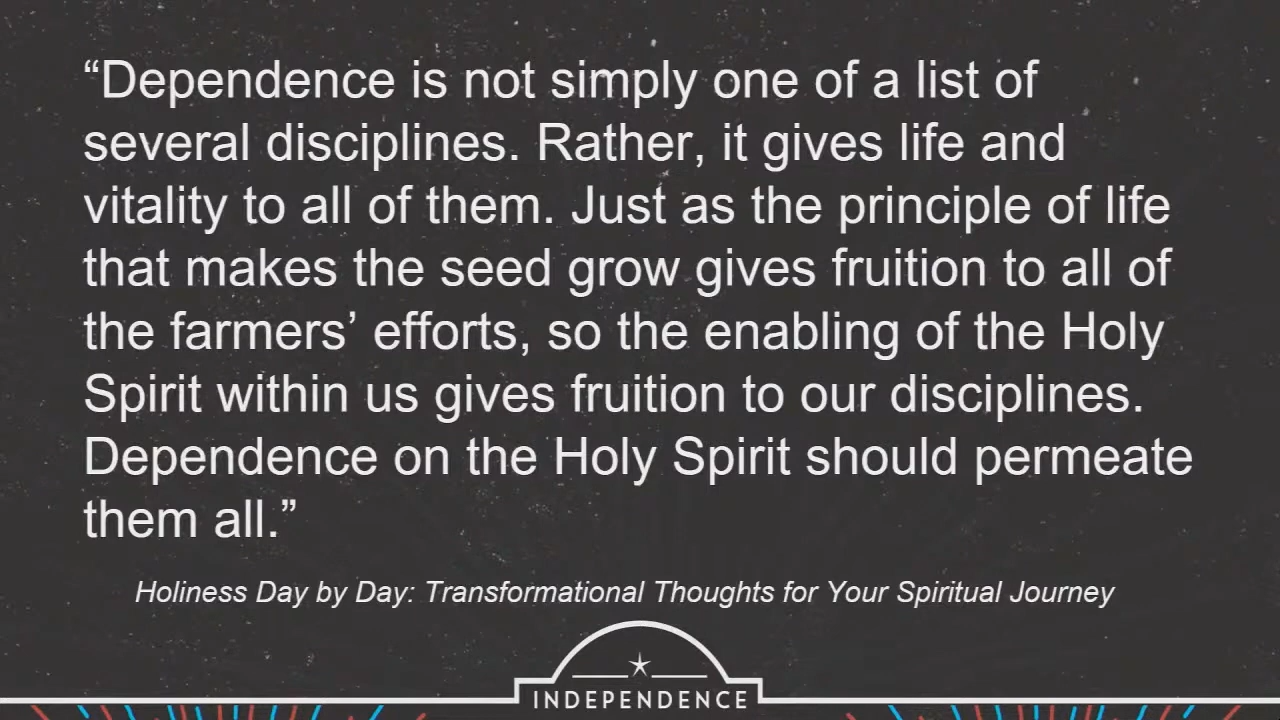 “Dependence is not simply one of a list of
several disciplines. Rather, it gives life and
vitality to all of them. Just as the principle of life
that makes the seed grow gives fruition to all of
the farmers’ efforts, so the enabling of the Holy
Spirit within us gives fruition to our disciplines.
Dependence on the Holy Spirit should permeate
them all.”
Holiness Day by Day: Transformational Thoughts for Your Spiritual Journey
INDEPENDENCE